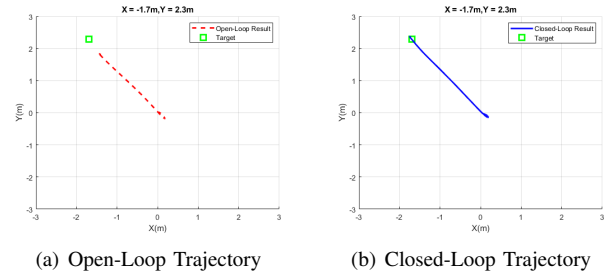 X = -1.7m,Y = 2.3m
3
2
1
0
-1
-2
-3
Y(m)
-3 -2 -1 0 1 2 3
X(m)
Open-Loop Result
Target
(a) Open-Loop Trajectory
X = -1.7m,Y = 2.3m
3
2
1
0
-1
-2
-3
Y(m)
-3 -2 -1 0 1 2 3
X(m)
Closed-Loop Result
Target
(b) Closed-Loop Trajectory